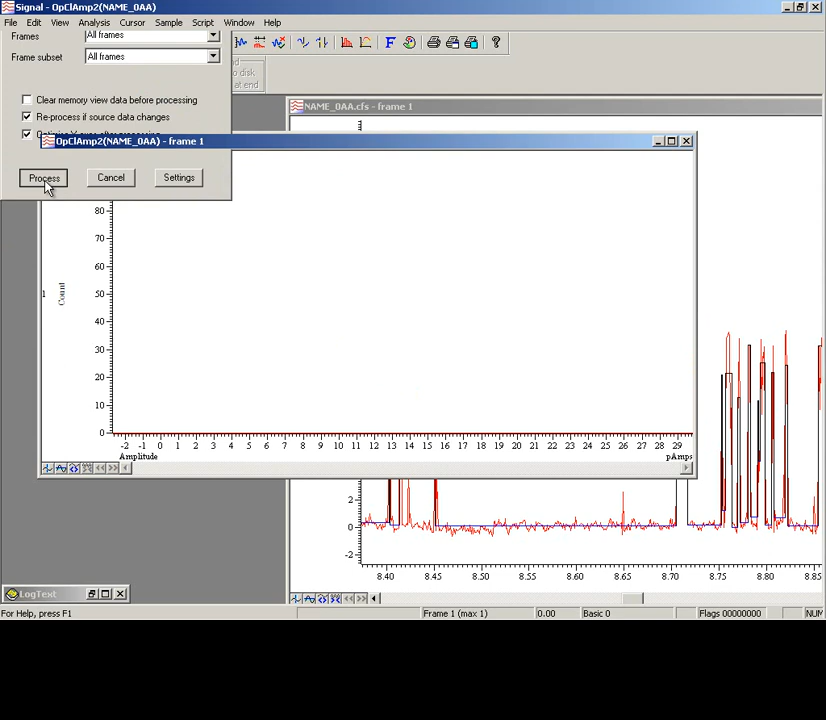 Signal - OpClAmp2(NAME_0AA)
File Edit View Analysis Cursor Sample Script Window Help
Frames All frames
Frame subset All frames
o disk
at end
Clear memory view data before processing
NAME_0AA.cfs - frame 1
Re-process if source data changes
OpClAmp2(NAME_0AA) - frame 1
Process Cancel Settings
80
70
60
50
1
Count
40
30
20
10
0
-2 -1 0 1 2 3 4 5 6 7 8 9 10 11 12 13 14 15 16 17 18 19 20 21 22 23 24 25 26 27 28 29
Amplitude pAmps
2
0
-2
8.40 8.45 8.50 8.55 8.60 8.65 8.70 8.75 8.80 8.85
LogText
For Help, press F1 Frame 1 (max 1) 0.00 Basic 0 Flags 00000000 NUM